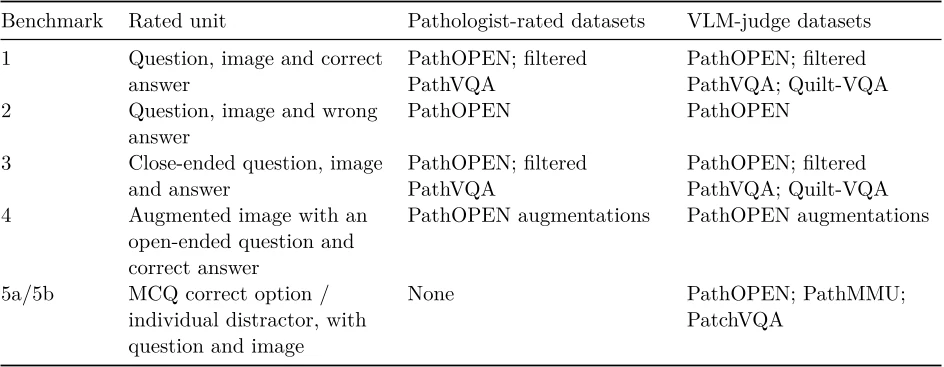 Benchmark Rated unit Pathologist-rated datasets VLM-judge datasets
1 Question, image and correct PathOPEN; filtered PathOPEN; filtered
answer PathVQA PathVQA; Quilt-VQA
2 Question, image and wrong PathOPEN PathOPEN
answer
3 Close-ended question, image PathOPEN; filtered PathOPEN; filtered
and answer PathVQA PathVQA; Quilt-VQA
4 Augmented image with an PathOPEN augmentations PathOPEN augmentations
open-ended question and
correct answer
5a/5b MCQ correct option / None PathOPEN; PathMMU;
individual distractor, with PatchVQA
question and image